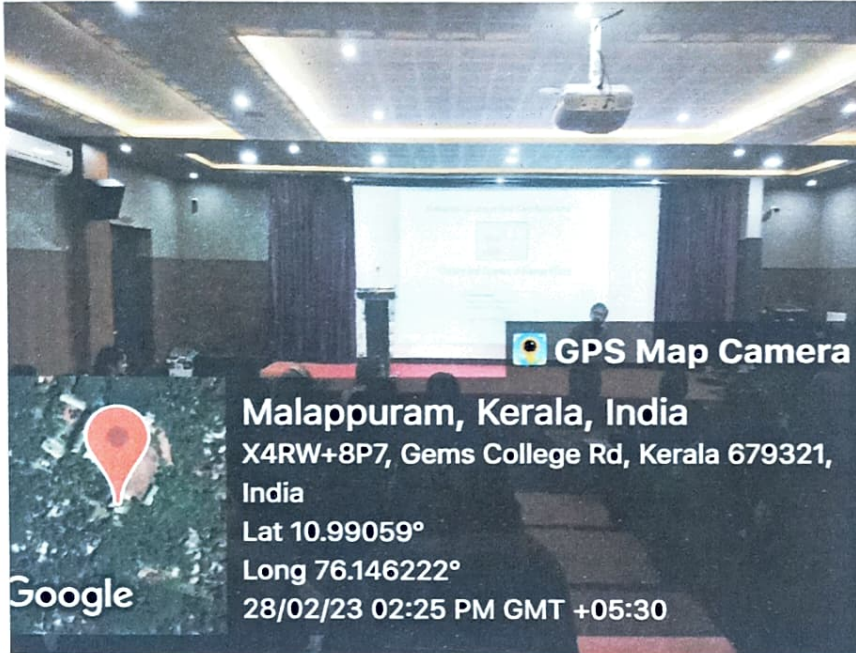 GPS Map Camera
Malappuram, Kerala, India
X4RW+8P7, Gems College Rd, Kerala 679321,
India
Lat 10.99059°
Long 76.146222°
28/02/23 02:25 PM GMT +05:30
Google